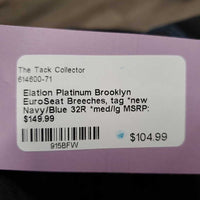 The Tack Collector
614600-71
Elation Platinum Brooklyn
EuroSeat Breeches, tag *new
Navy/Blue 32R *med/lg MSRP:
$149.99
9158FW
$104.99